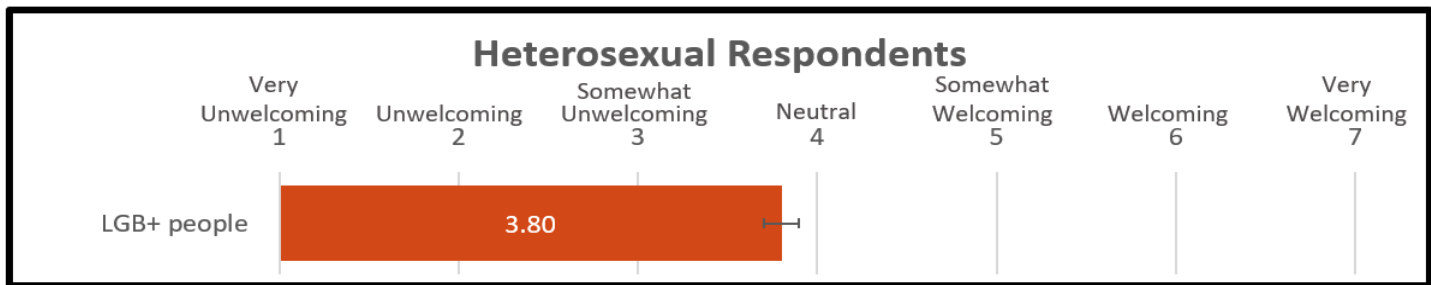 Heterosexual Respondents
Very
Unwelcoming
1
Unwelcoming
2
Somewhat
Unwelcoming
3
Neutral
4
Somewhat
Welcoming
5
Welcoming
6
Very
Welcoming
7
LGB+ people
3.80